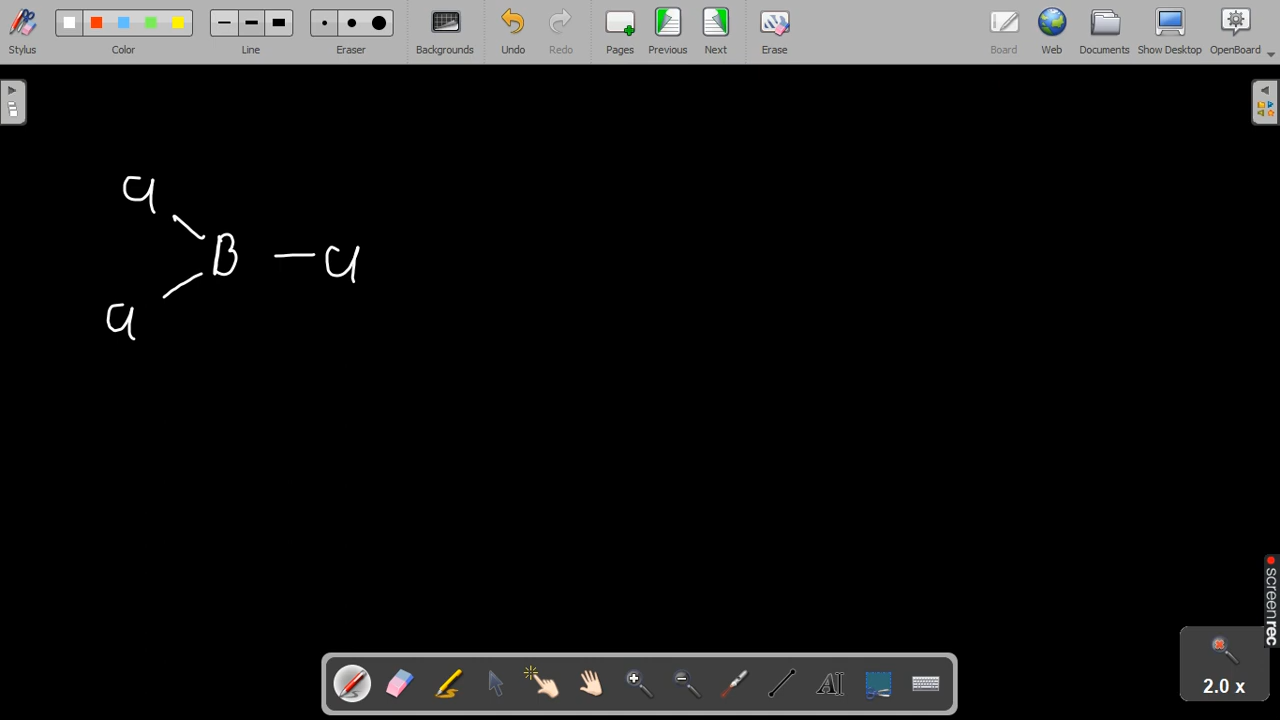 Stylus Color Line Eraser Backgrounds Undo Redo Pages Previous Next Erase Board Web Documents Show Desktop OpenBoard
Cl
B — Cl
Cl
screenrec
AI
2.0 x